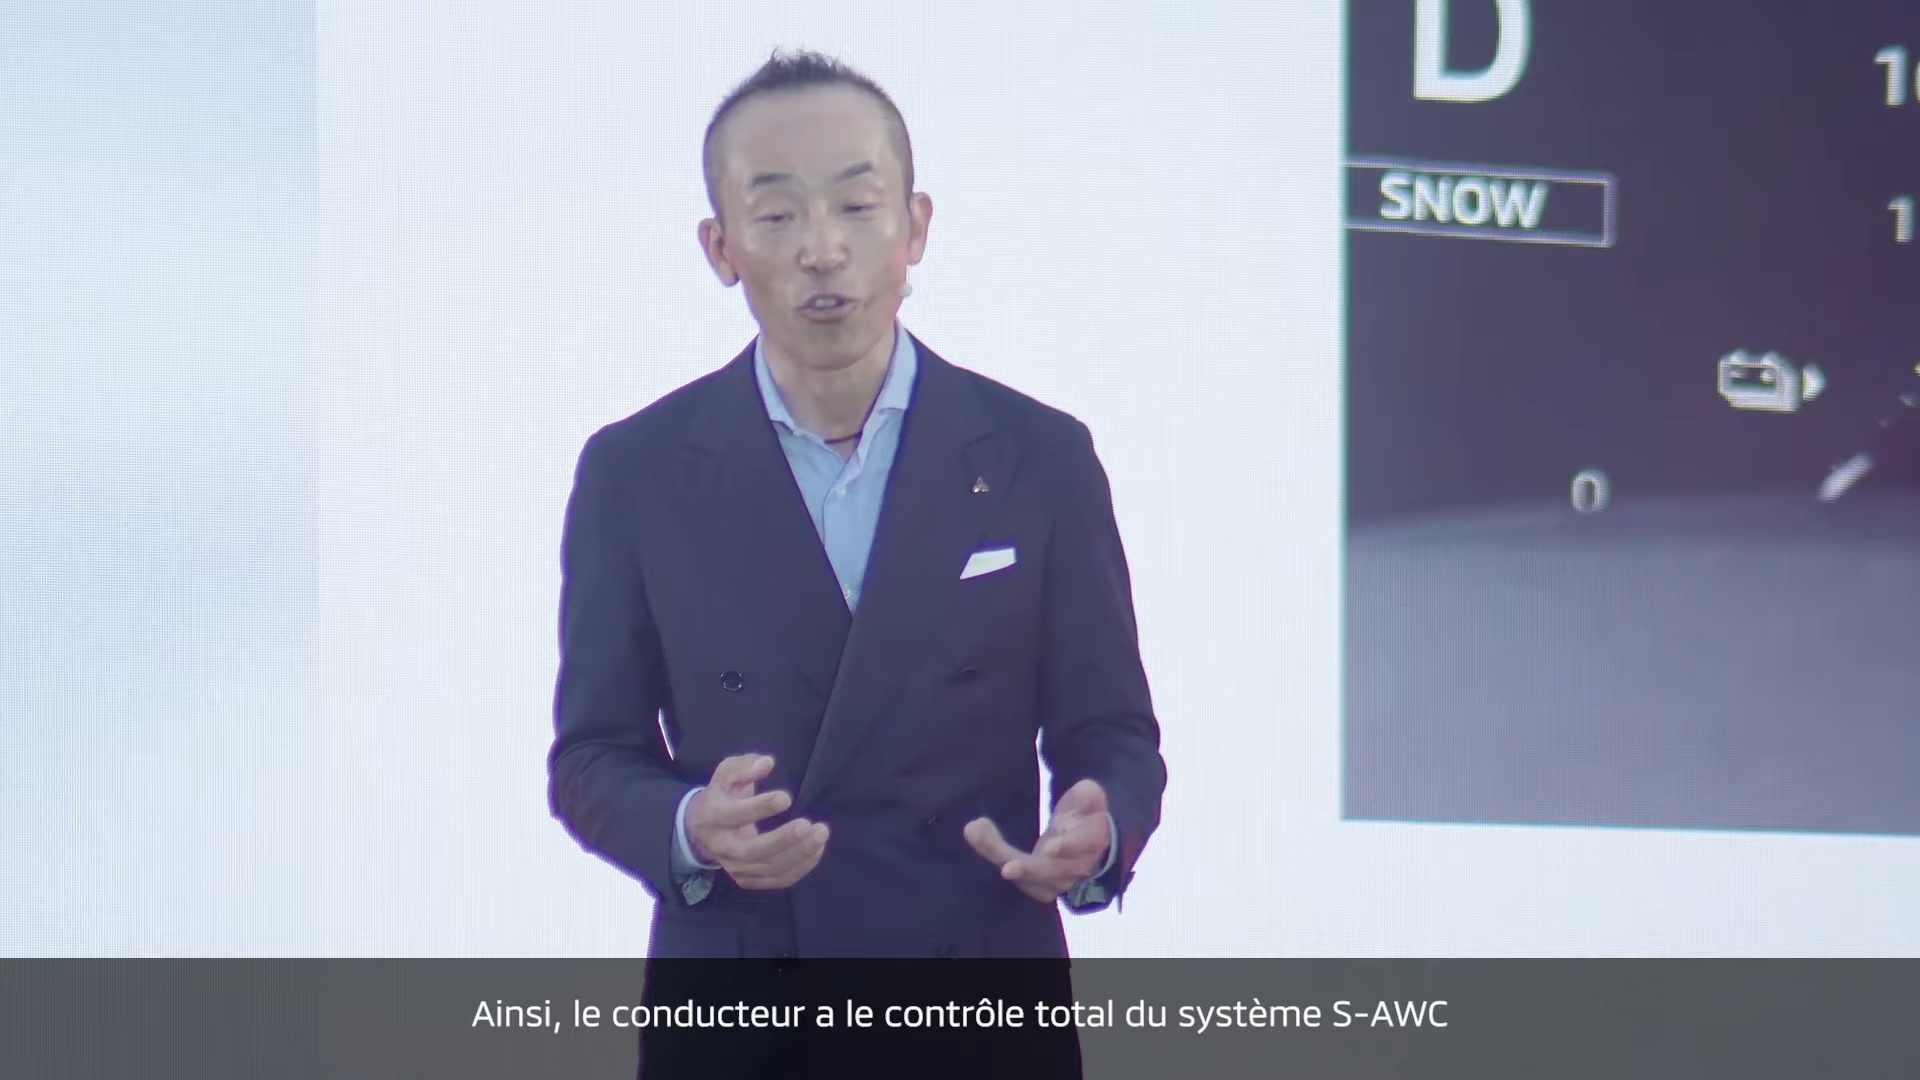 D
SNOW
0
Ainsi, le conducteur a le contrôle total du système S-AWC